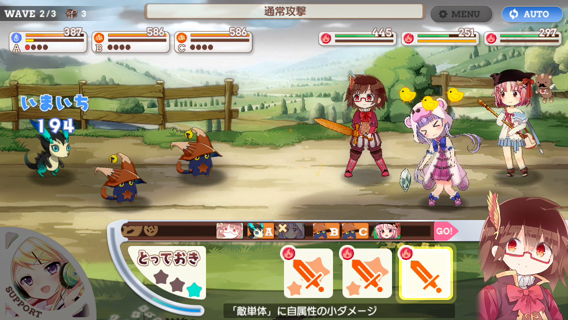 WAVE 2/3 3
通常攻撃
MENU
AUTO
A 387
B 586
C 586
445
251
297
いまいち
194
A B C GO!
とっておき
SUPPORT
「敵単体」に自属性の小ダメージ